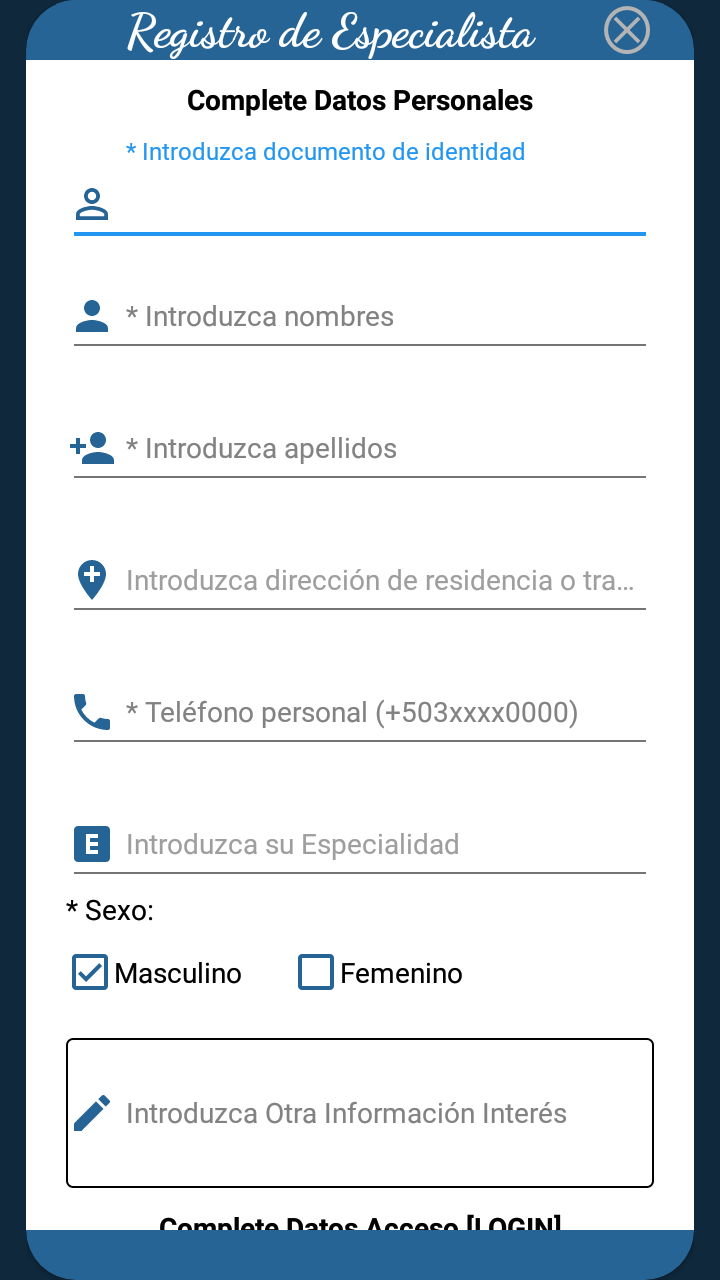 Registro de Especialista
Complete Datos Personales
* Introduzca documento de identidad
* Introduzca nombres
* Introduzca apellidos
Introduzca dirección de residencia o tra...
* Teléfono personal (+503xxxx0000)
E Introduzca su Especialidad
* Sexo:
Masculino Femenino
Introduzca Otra Información Interés
Complete Datos Acceso [LOGIN]